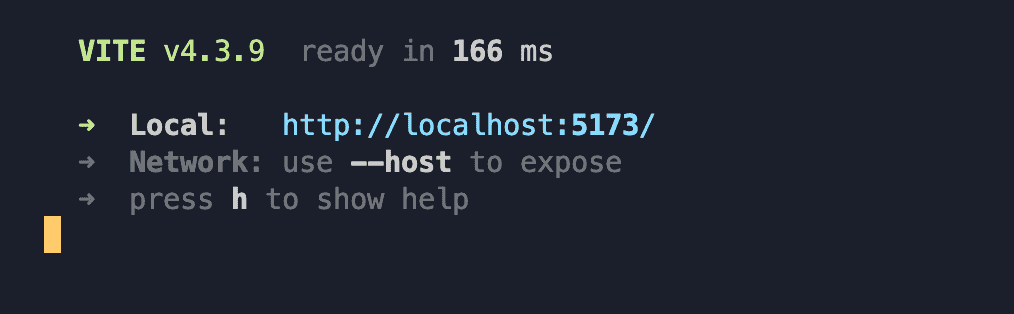 VITE v4.3.9  ready in 166 ms
➜  Local:   http://localhost:5173/
➜  Network: use --host to expose
➜  press h to show help